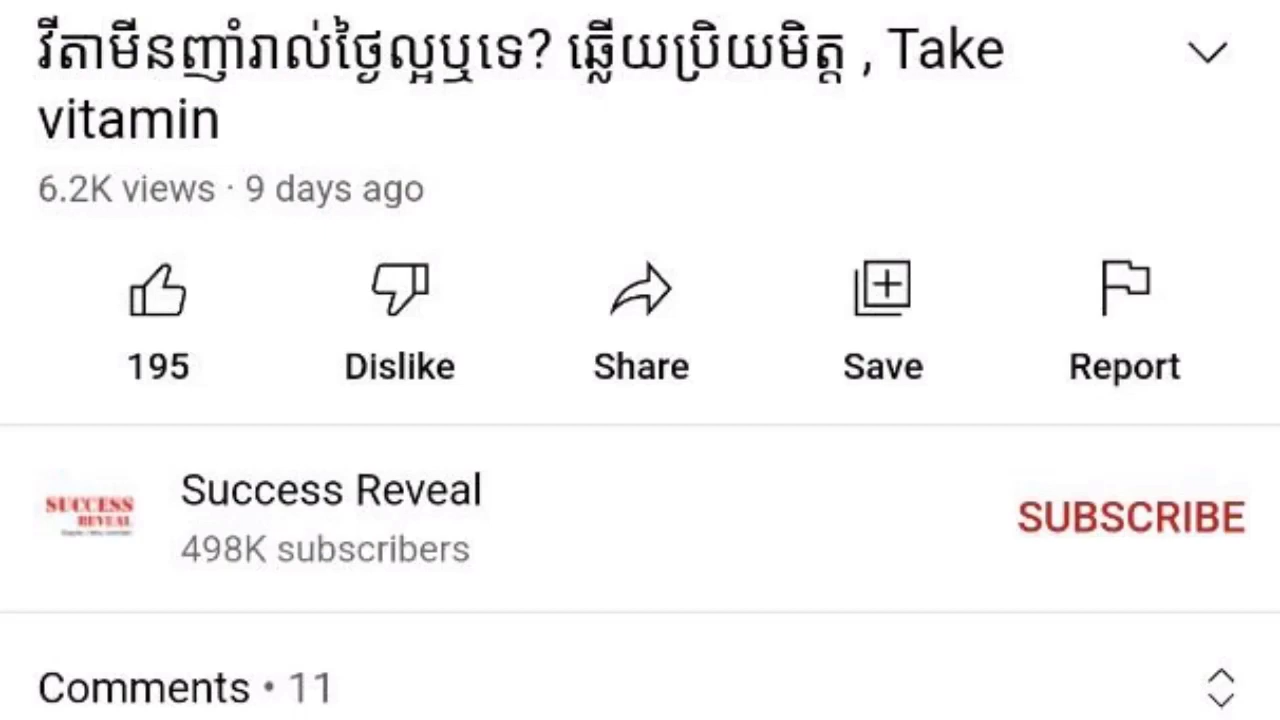 វីតាមីនញ៉ាំរាល់ថ្ងៃល្អឬទេ? ឆ្លើយប្រិយមិត្ត , Take
vitamin
6.2K views · 9 days ago
195 Dislike Share Save Report
Success Reveal
SUCCESS
REVEAL
SUBSCRIBE
498K subscribers
Comments • 11